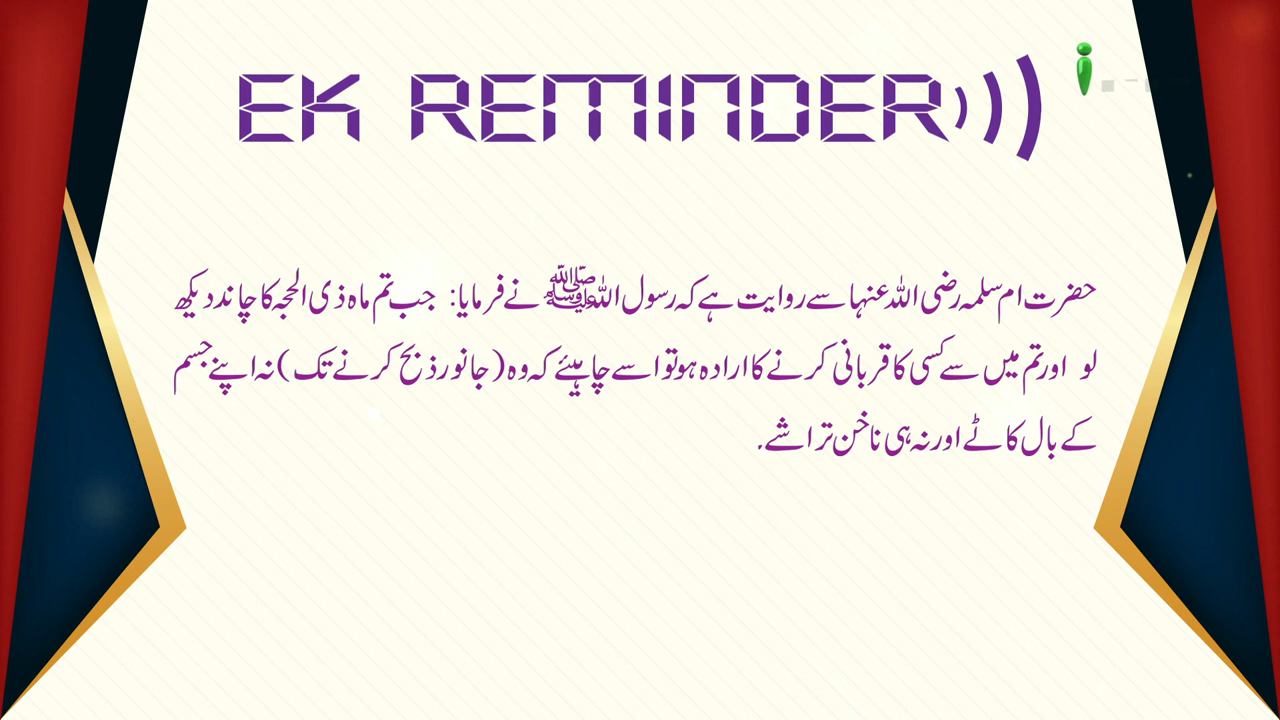 EK REMINDER
حضرت ام سلمہ رضی اللہ عنہا سے روایت ہے کہ رسول اللہ ﷺ نے فرمایا: جب تم ماہ ذی الحجہ کا چاند دیکھ
لو اور تم میں سے کسی کا قربانی کرنے کا ارادہ ہو تو اسے چاہیئے کہ وہ (جانور ذبح کرنے تک) نہ اپنے جسم
کے بال کاٹے اور نہ ہی ناخن تراشے.